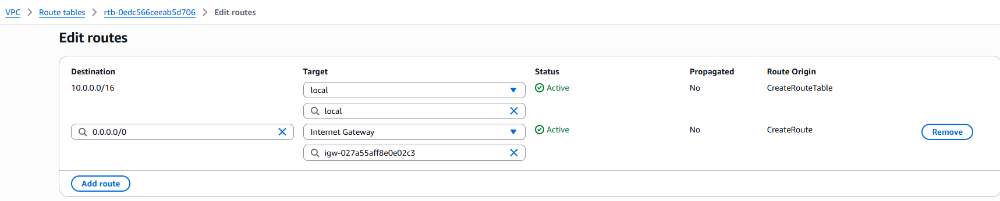 VPC > Route tables > rtb-0edc566ceeab5d706 > Edit routes
Edit routes
Destination Target Status Propagated Route Origin
10.0.0.0/16 local Active No CreateRouteTable
local
0.0.0.0/0 Internet Gateway Active No CreateRoute Remove
igw-027a55aff8e0e02c3
Add route